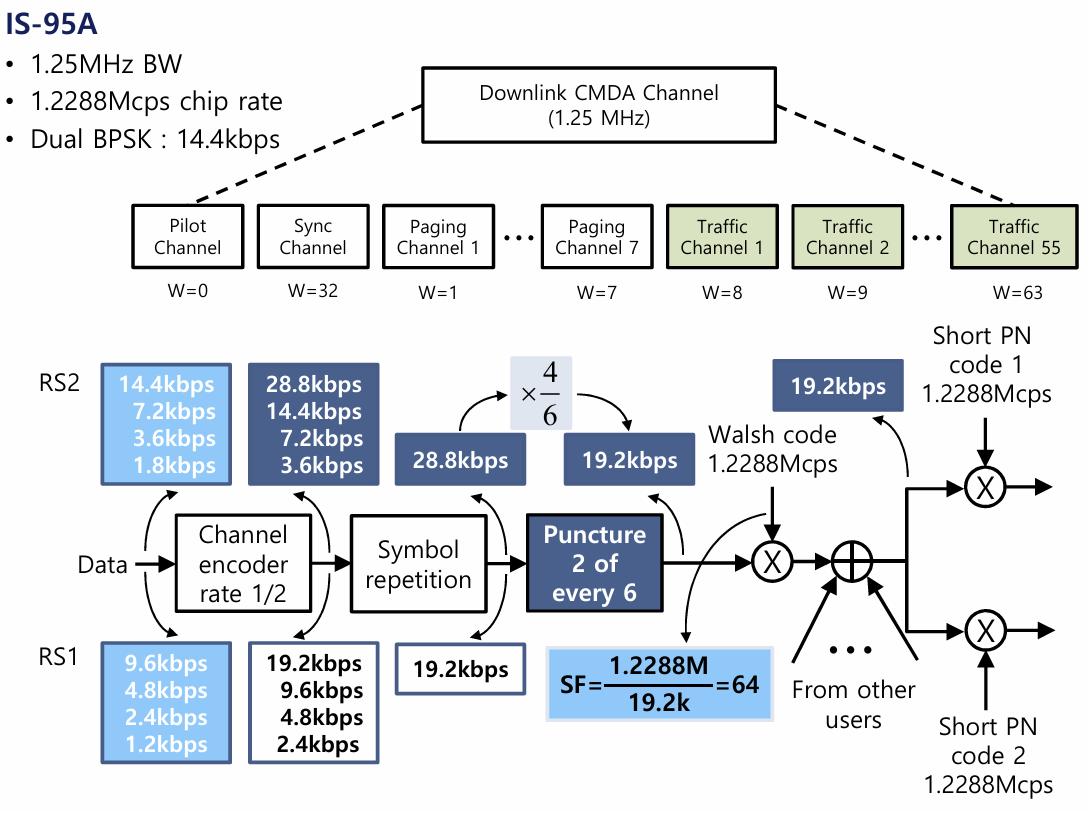 IS-95A
• 1.25MHz BW
• 1.2288Mcps chip rate
• Dual BPSK : 14.4kbps
Downlink CMDA Channel
(1.25 MHz)
Pilot
Channel
Sync
Channel
Paging
Channel 1
•••
Paging
Channel 7
Traffic
Channel 1
Traffic
Channel 2
•••
Traffic
Channel 55
W=0
W=32
W=1
W=7
W=8
W=9
W=63
RS2
14.4kbps
7.2kbps
3.6kbps
1.8kbps
28.8kbps
14.4kbps
7.2kbps
3.6kbps
28.8kbps
×4/6
19.2kbps
Walsh code
1.2288Mcps
19.2kbps
Short PN
code 1
1.2288Mcps
Data
Channel
encoder
rate 1/2
Symbol
repetition
Puncture
2 of
every 6
X
X
X
RS1
9.6kbps
4.8kbps
2.4kbps
1.2kbps
19.2kbps
9.6kbps
4.8kbps
2.4kbps
19.2kbps
SF=1.2288M/19.2k=64
•••
From other
users
Short PN
code 2
1.2288Mcps